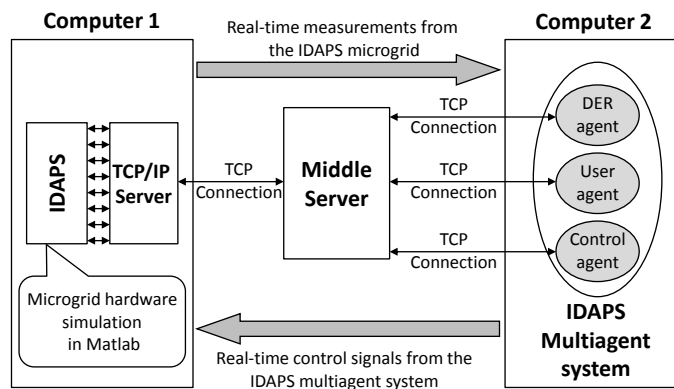 Computer 1
Real-time measurements from
the IDAPS microgrid
Computer 2
IDAPS
TCP/IP
Server
TCP
Connection
Middle
Server
TCP
Connection
TCP
Connection
TCP
Connection
DER
agent
User
agent
Control
agent
Microgrid hardware
simulation
in Matlab
IDAPS
Multiagent
system
Real-time control signals from the
IDAPS multiagent system